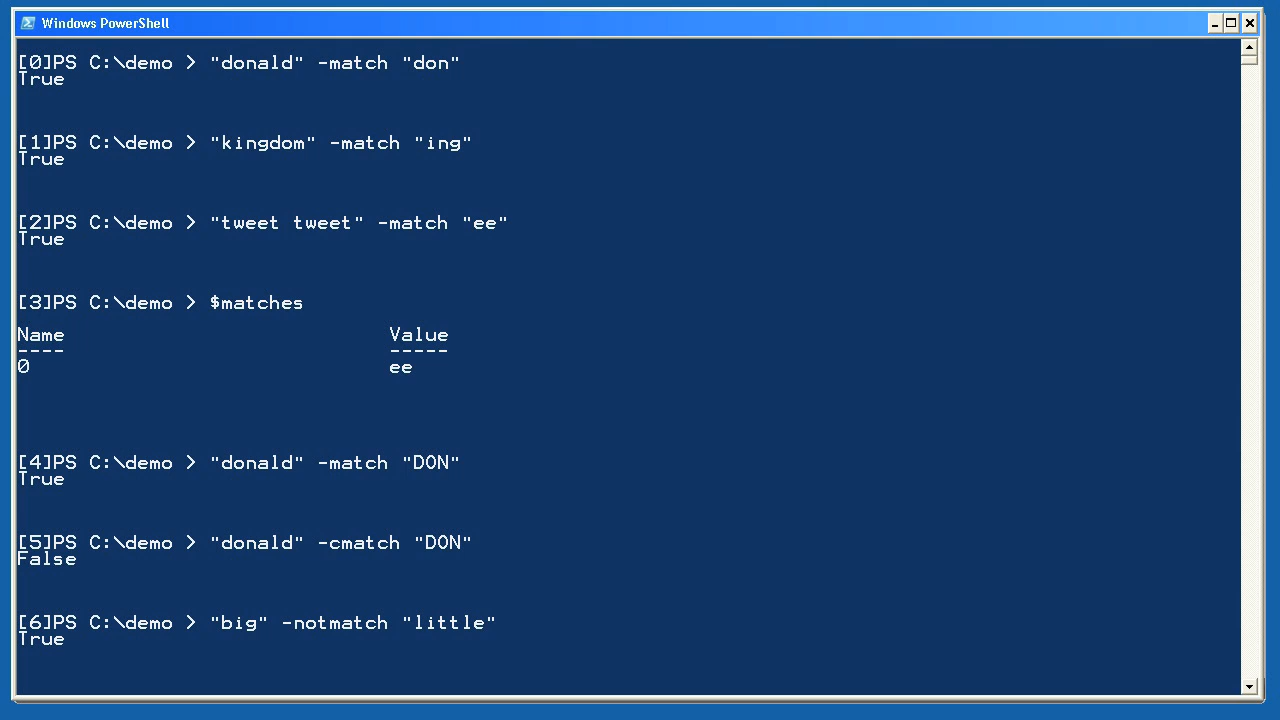 Windows PowerShell
[0]PS C:\demo > "donald" -match "don"
True
[1]PS C:\demo > "kingdom" -match "ing"
True
[2]PS C:\demo > "tweet tweet" -match "ee"
True
[3]PS C:\demo > $matches
Name Value
---- -----
0 ee
[4]PS C:\demo > "donald" -match "DON"
True
[5]PS C:\demo > "donald" -cmatch "DON"
False
[6]PS C:\demo > "big" -notmatch "little"
True